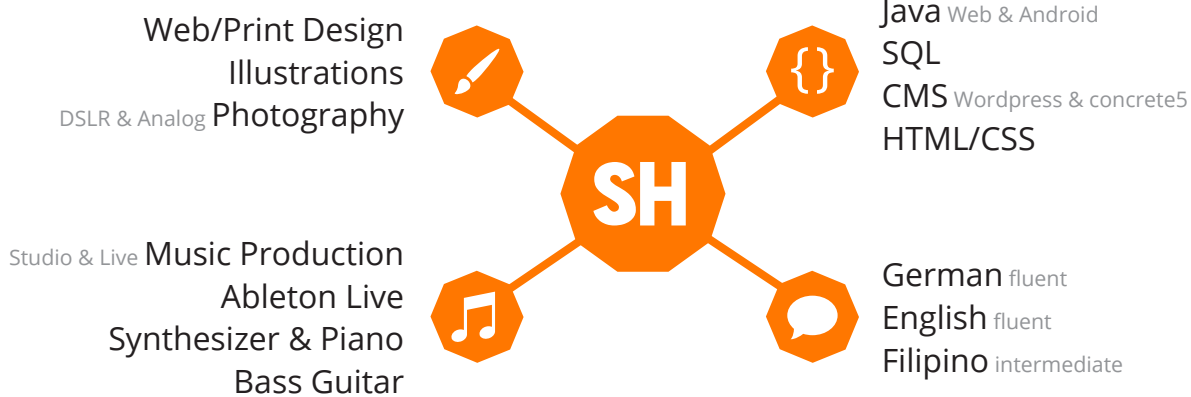 Web/Print Design
Illustrations
DSLR & Analog Photography
Java Web & Android
SQL
CMS Wordpress & concrete5
HTML/CSS
{}
SH
Studio & Live Music Production
Ableton Live
Synthesizer & Piano
Bass Guitar
German fluent
English fluent
Filipino intermediate